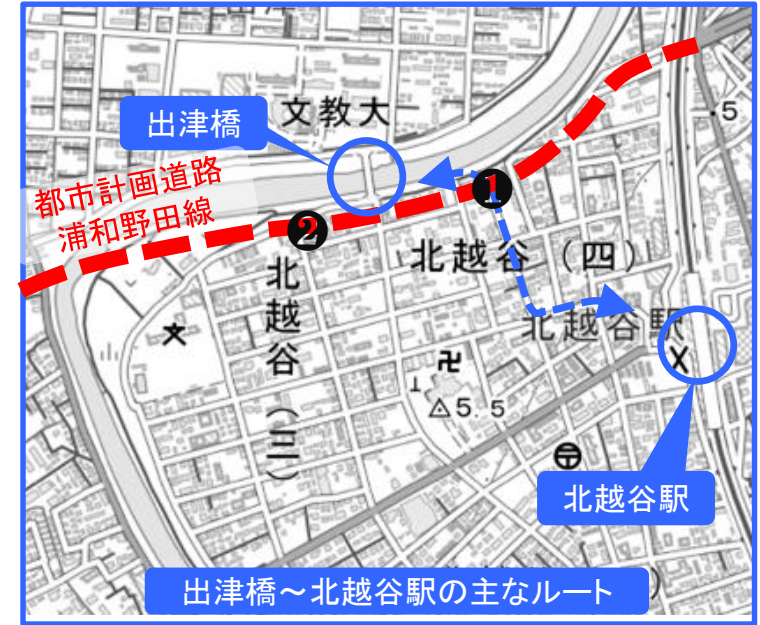 出津橋
文教大
5
都市計画道路
浦和野田線
❶
❷
北越谷（四）
北越谷（三）
北越谷駅
5.5
北越谷駅
出津橋～北越谷駅の主なルート